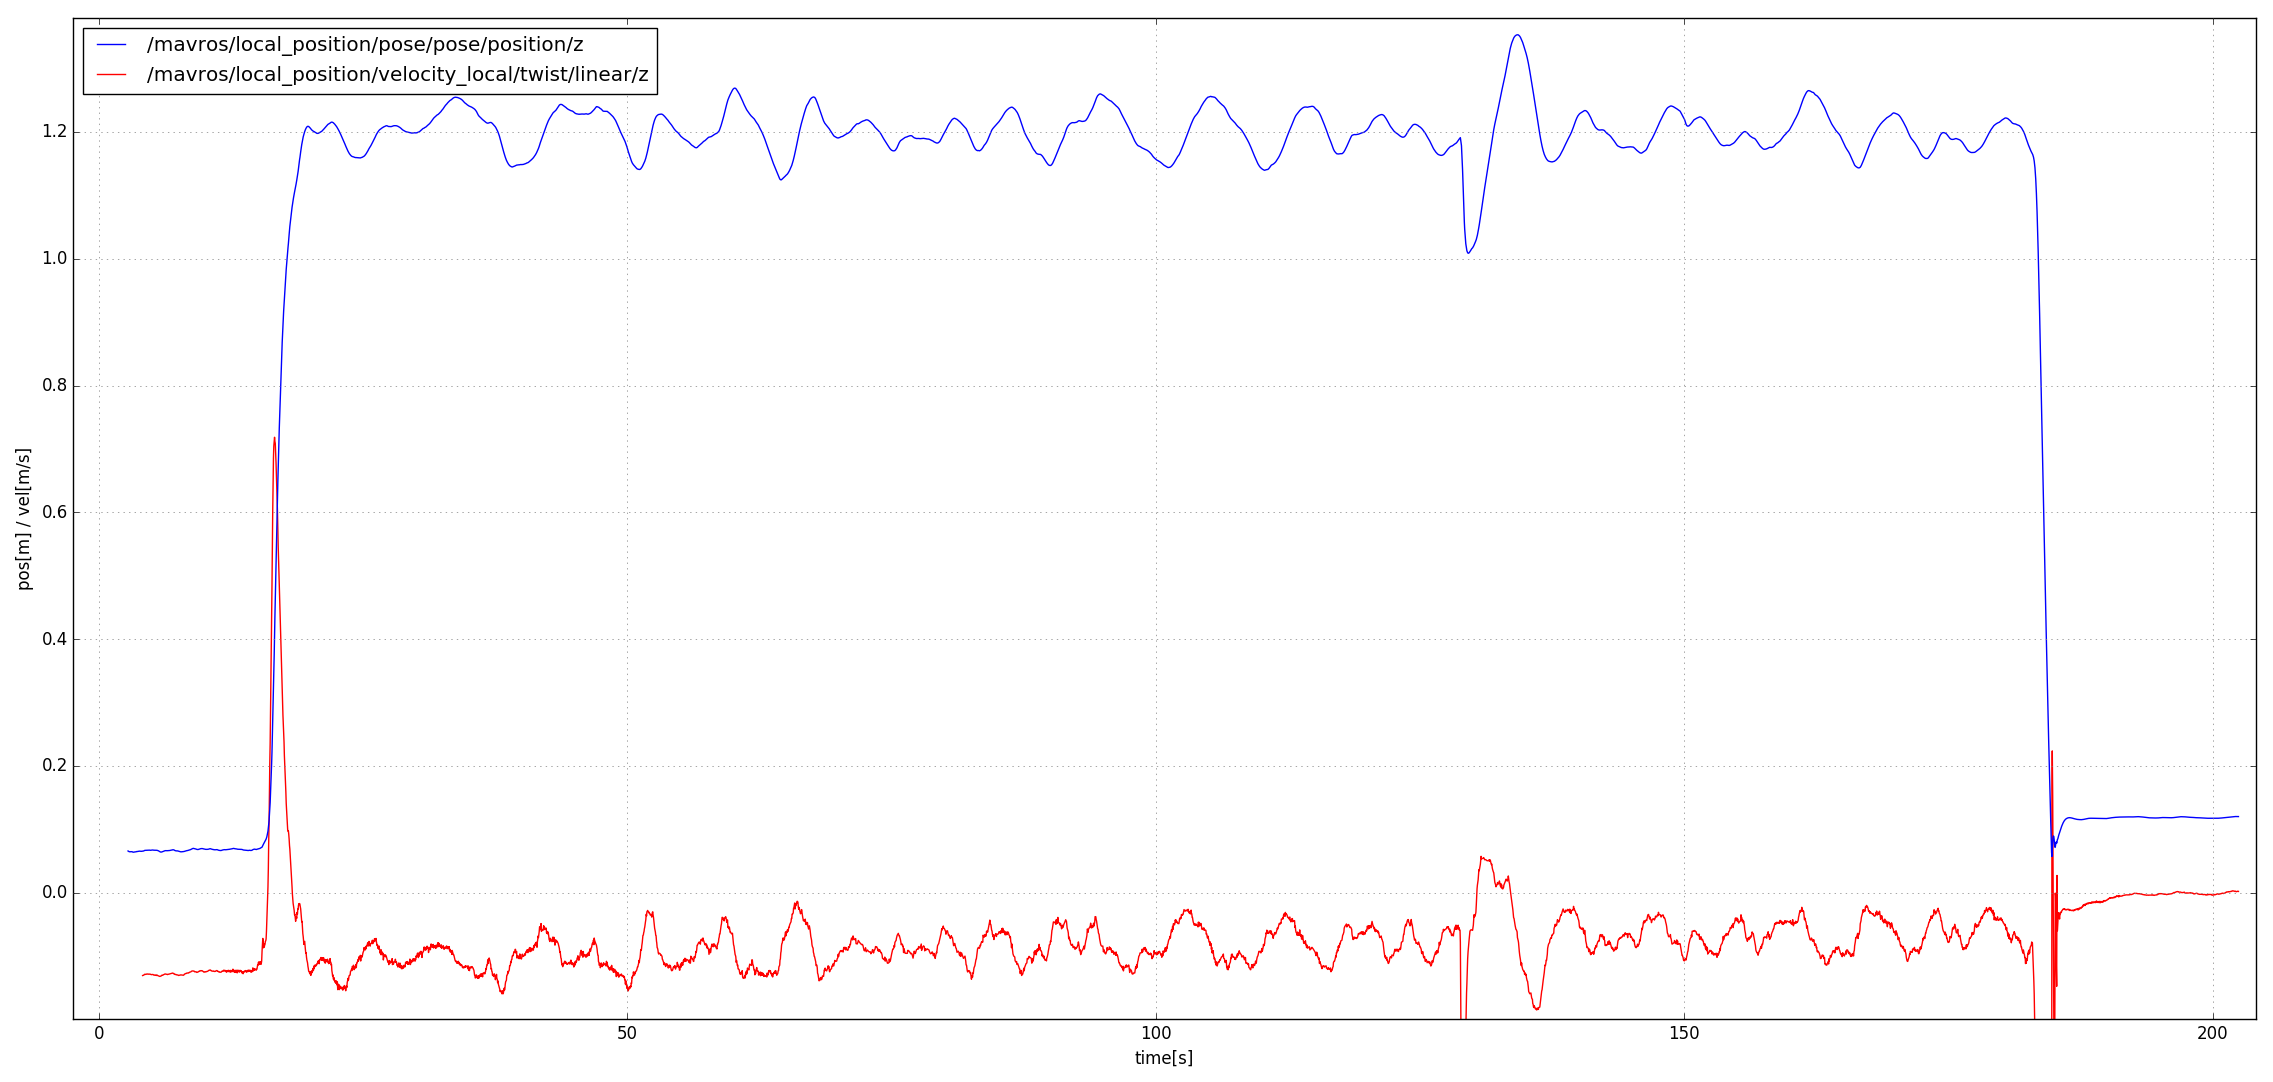 /mavros/local_position/pose/pose/position/z
/mavros/local_position/velocity_local/twist/linear/z
1.2
1.0
0.8
0.6
0.4
0.2
0.0
pos[m] / vel[m/s]
0 50 100 150 200
time[s]